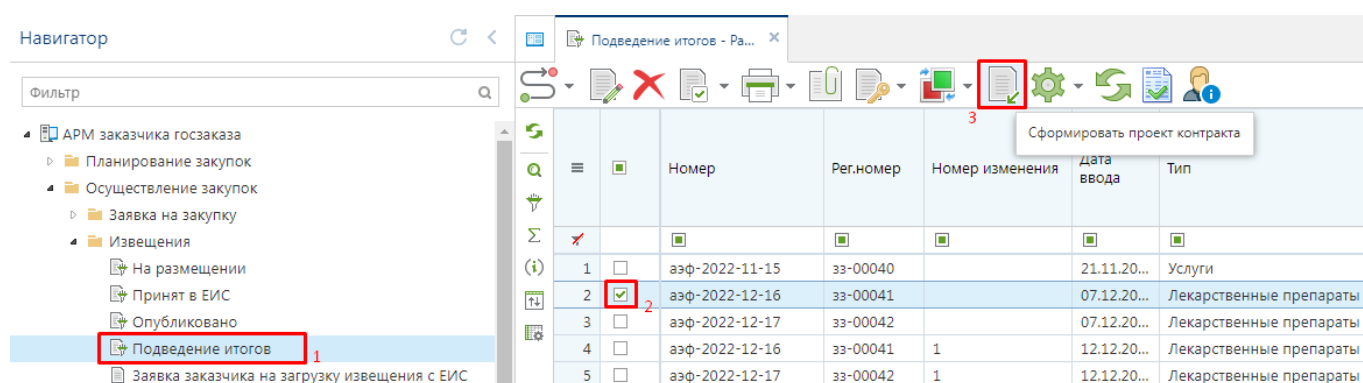 Навигатор
Подведение итогов - Ра...
Фильтр
3
Сформировать проект контракта
АРМ заказчика госзаказа
Планирование закупок
Осуществление закупок
Заявка на закупку
Извещения
На размещении
Принят в ЕИС
Опубликовано
Подведение итогов 1
Заявка заказчика на загрузку извещения с ЕИС
Номер Рег.номер Номер изменения Дата ввода Тип
1 аэф-2022-11-15 зз-00040 21.11.20... Услуги
2 2 аэф-2022-12-16 зз-00041 07.12.20... Лекарственные препараты
3 аэф-2022-12-17 зз-00042 07.12.20... Лекарственные препараты
4 аэф-2022-12-16 зз-00041 1 12.12.20... Лекарственные препараты
5 аэф-2022-12-17 зз-00042 1 12.12.20... Лекарственные препараты